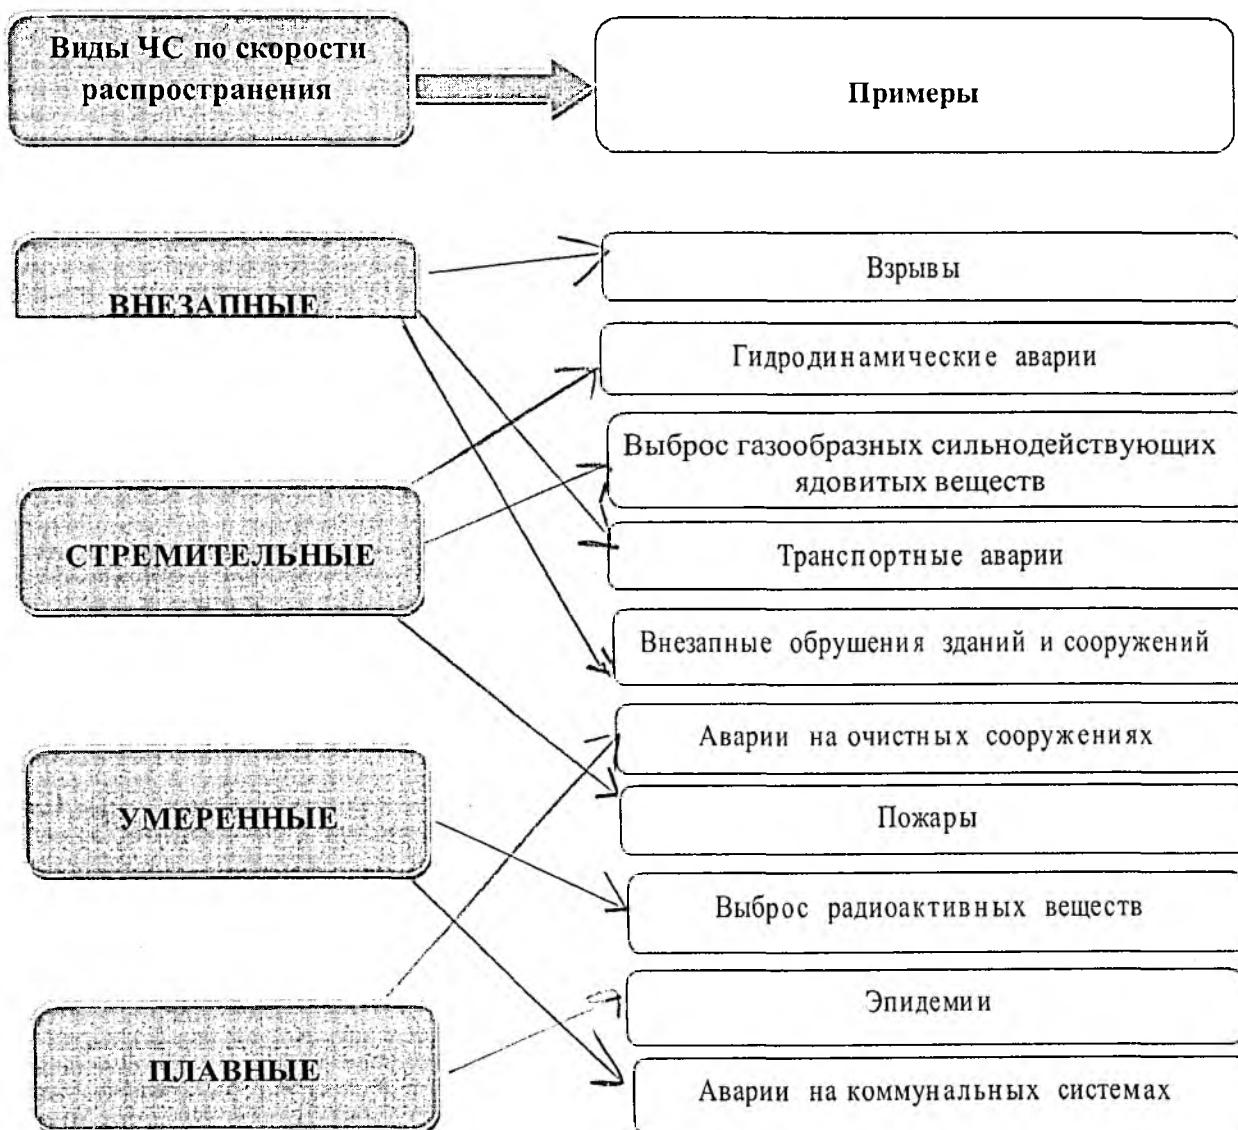 Виды ЧС по скорости
распространения
Примеры
ВНЕЗАПНЫЕ
Взрывы
Гидродинамические аварии
Выброс газообразных сильнодействующих
ядовитых веществ
СТРЕМИТЕЛЬНЫЕ
Транспортные аварии
Внезапные обрушения зданий и сооружений
Аварии на очистных сооружениях
УМЕРЕННЫЕ
Пожары
Выброс радиоактивных веществ
Эпидемии
ПЛАВНЫЕ
Аварии на коммунальных системах